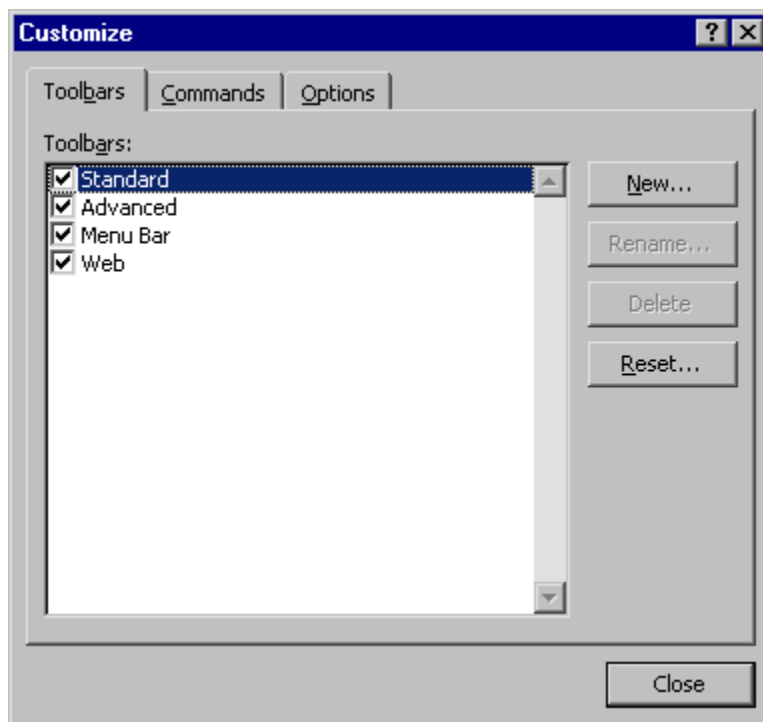 Customize
Toolbars Commands Options
Toolbars:
Standard
Advanced
Menu Bar
Web
New...
Rename...
Delete
Reset...
Close